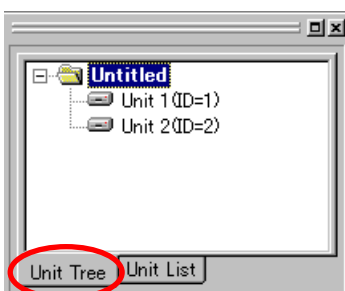 Untitled
Unit 1(ID=1)
Unit 2(ID=2)
Unit Tree Unit List